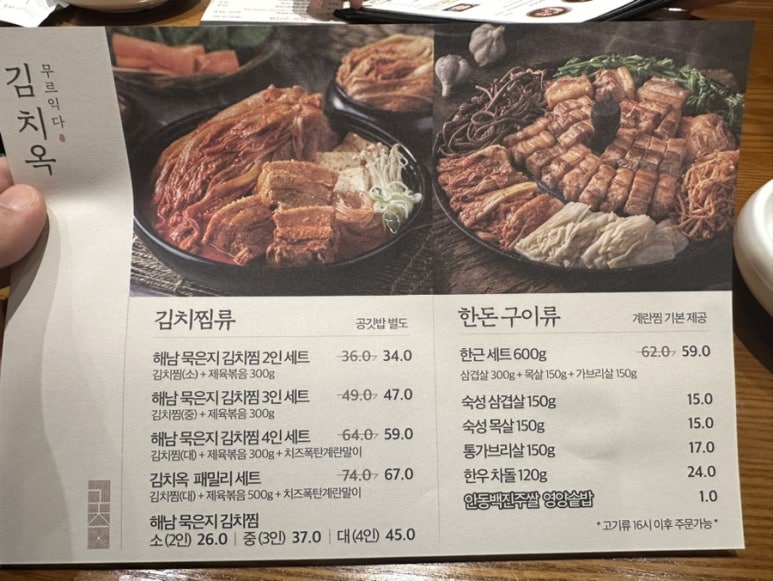 무르익다
김치옥
김치찜류 공깃밥 별도
해남 묵은지 김치찜 2인 세트 36.0 34.0
김치찜(소) + 제육볶음 300g
해남 묵은지 김치찜 3인 세트 49.0 47.0
김치찜(중) + 제육볶음 300g
해남 묵은지 김치찜 4인 세트 64.0 59.0
김치찜(대) + 제육볶음 300g + 치즈폭탄계란말이
김치옥 패밀리 세트 74.0 67.0
김치찜(대) + 제육볶음 500g + 치즈폭탄계란말이
해남 묵은지 김치찜
소(2인) 26.0 | 중(3인) 37.0 | 대(4인) 45.0
한돈 구이류 계란찜 기본 제공
한근 세트 600g 62.0 59.0
삼겹살 300g + 목살 150g + 가브리살 150g
숙성 삼겹살 150g 15.0
숙성 목살 150g 15.0
통가브리살 150g 17.0
한우 차돌 120g 24.0
안동백진주쌀 영양솥밥 1.0
* 고기류 16시 이후 주문가능 *